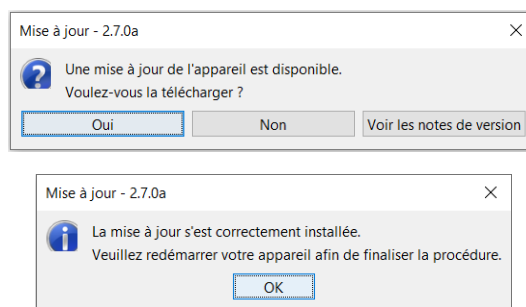 Mise à jour - 2.7.0a
Une mise à jour de l'appareil est disponible.
Voulez-vous la télécharger ?
Oui Non Voir les notes de version
Mise à jour - 2.7.0a
La mise à jour s'est correctement installée.
Veuillez redémarrer votre appareil afin de finaliser la procédure.
OK